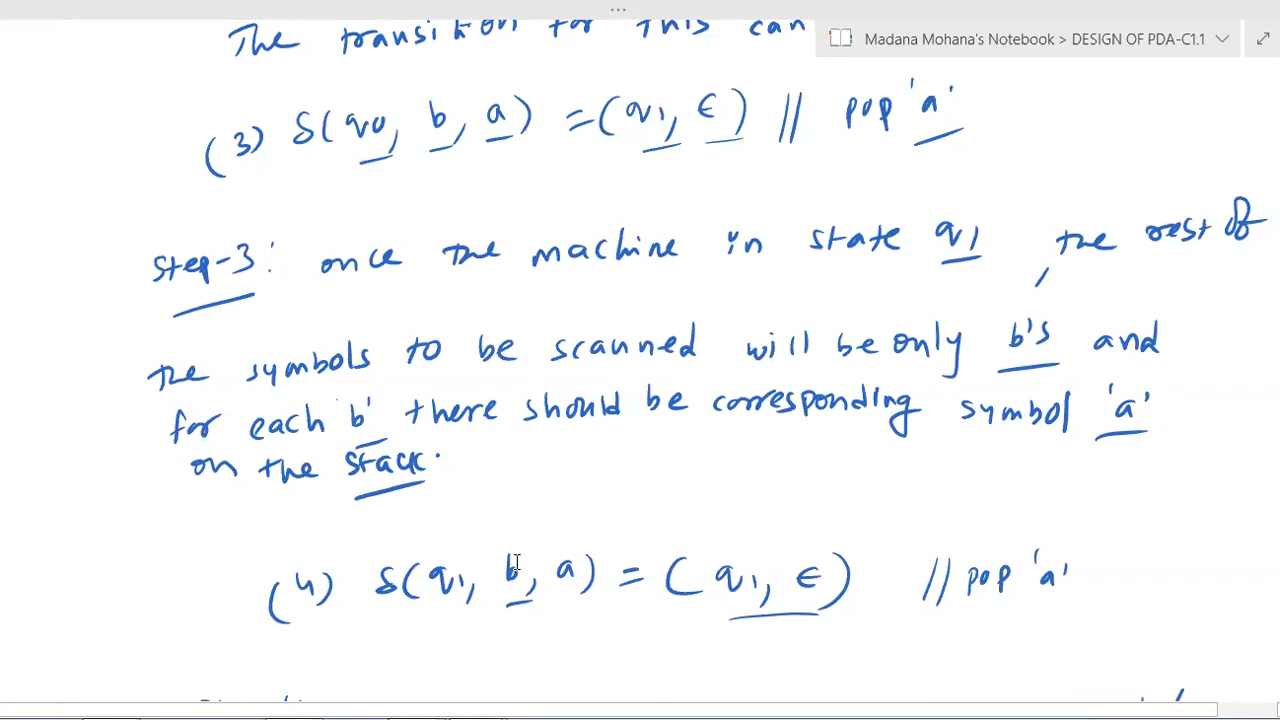 Madana Mohana's Notebook > DESIGN OF PDA-C1.1
The transition for this can
(3) δ(q0, b, a) = (q1, ϵ) // pop 'a'
Step-3: once the machine in state q1, the rest of
the symbols to be scanned will be only b's and
for each 'b' there should be corresponding symbol 'a'
on the stack.
(4) δ(q1, b, a) = (q1, ϵ) // pop 'a'